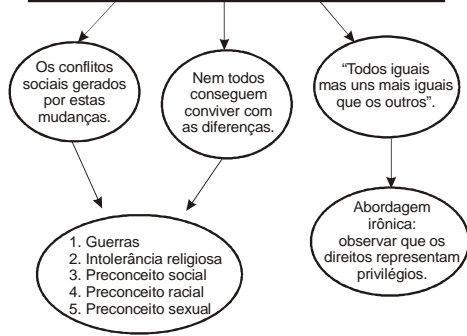 Os conflitos
sociais gerados
por estas
mudanças.
Nem todos
conseguem
conviver com
as diferenças.
“Todos iguais
mas uns mais iguais
que os outros”.
1. Guerras
2. Intolerância religiosa
3. Preconceito social
4. Preconceito racial
5. Preconceito sexual
Abordagem
irônica:
observar que os
direitos representam
privilégios.